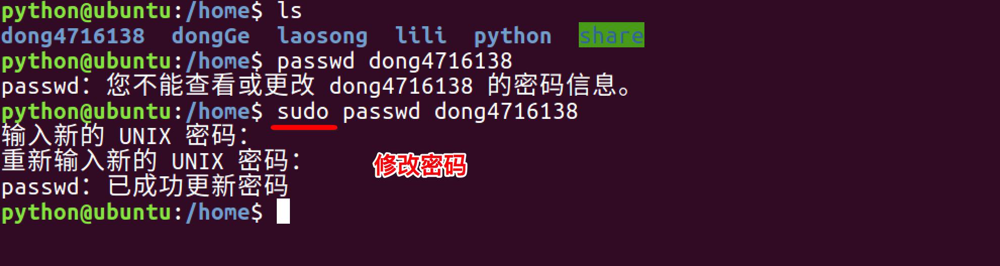 python@ubuntu:/home$ ls
dong4716138  dongGe  laosong  lili  python  share
python@ubuntu:/home$ passwd dong4716138
passwd：您不能查看或更改 dong4716138 的密码信息。
python@ubuntu:/home$ sudo passwd dong4716138
输入新的 UNIX 密码：
重新输入新的 UNIX 密码：
修改密码
passwd：已成功更新密码
python@ubuntu:/home$